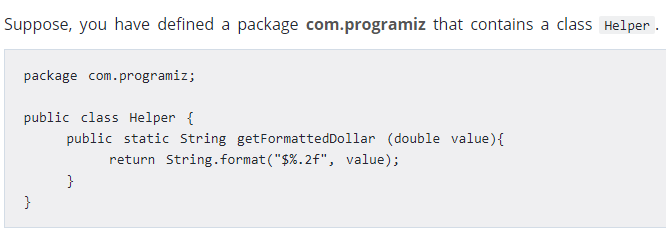 Suppose, you have defined a package com.programiz that contains a class Helper.
package com.programiz;
public class Helper {
public static String getFormattedDollar (double value){
return String.format("$%.2f", value);
}
}